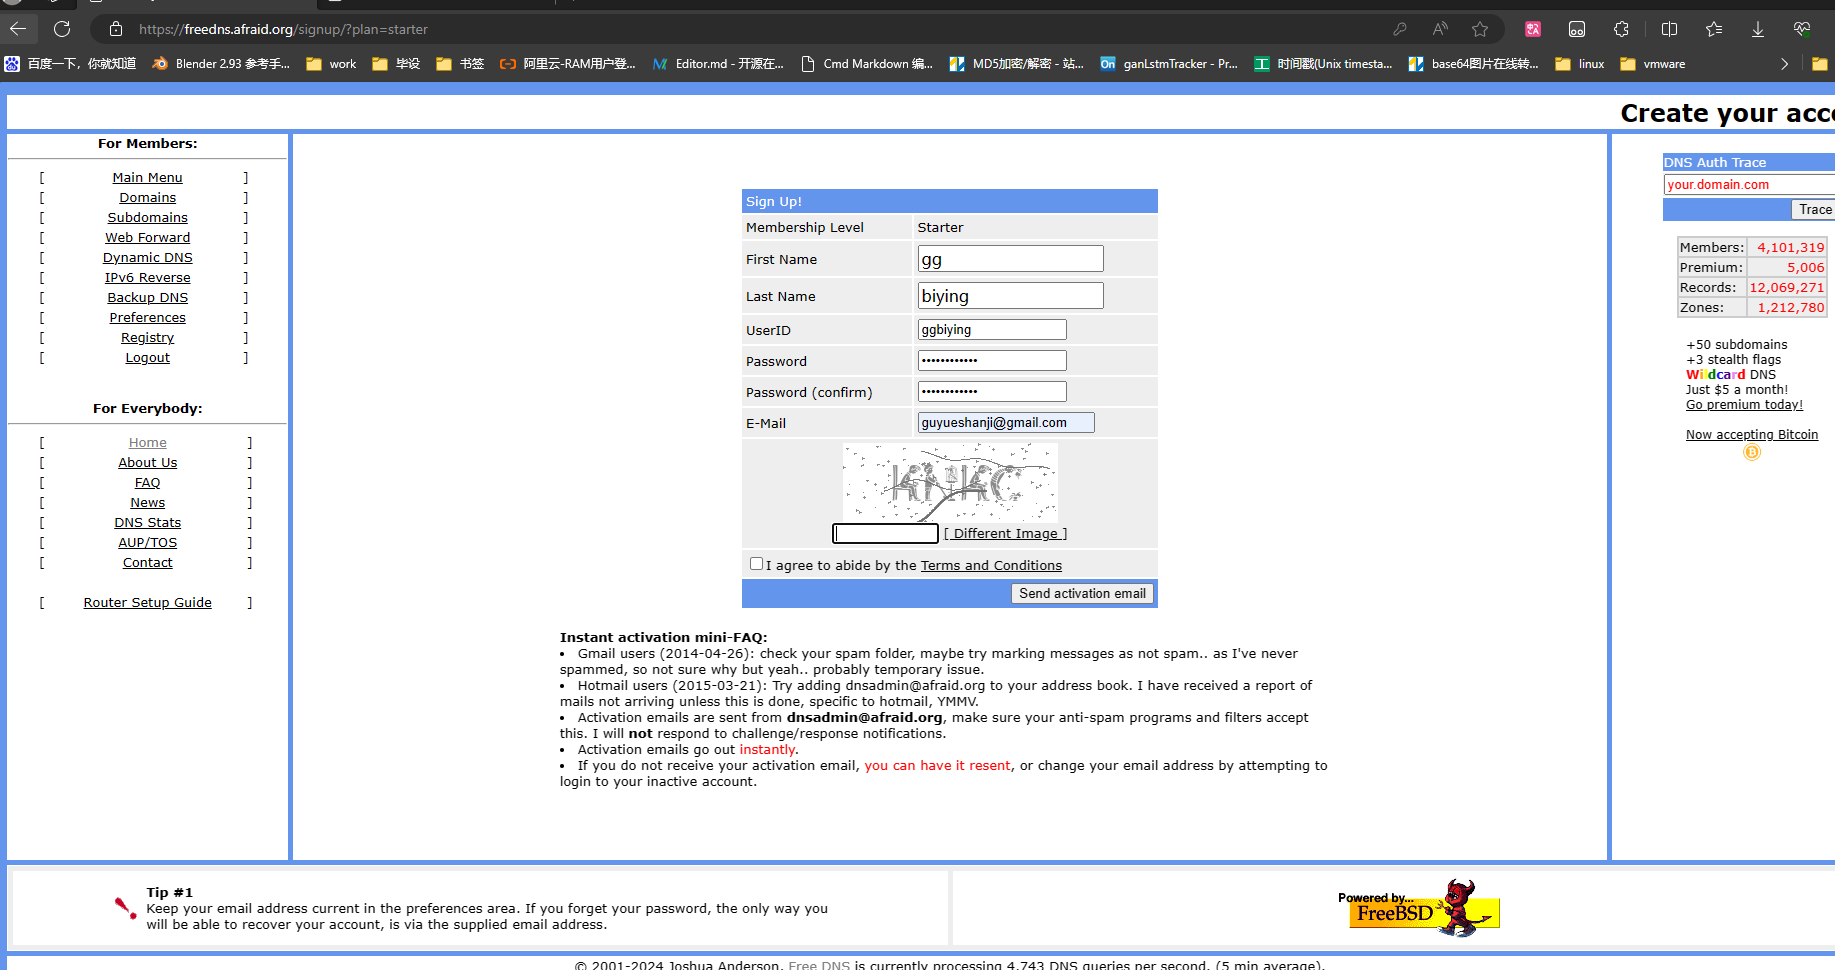 https://freedns.afraid.org/signup/?plan=starter
百度一下，你就知道
Blender 2.93 参考手...
work
毕设
书签
阿里云-RAM用户登...
Editor.md - 开源在...
Cmd Markdown 编...
MD5加密/解密 - 站...
ganLstmTracker - Pr...
时间戳(Unix timesta...
base64图片在线转...
linux
vmware
Create your acc
For Members:
[ Main Menu ]
[ Domains ]
[ Subdomains ]
[ Web Forward ]
[ Dynamic DNS ]
[ IPv6 Reverse ]
[ Backup DNS ]
[ Preferences ]
[ Registry ]
[ Logout ]
For Everybody:
[ Home ]
[ About Us ]
[ FAQ ]
[ News ]
[ DNS Stats ]
[ AUP/TOS ]
[ Contact ]
[ Router Setup Guide ]
Sign Up!
Membership Level Starter
First Name gg
Last Name biying
UserID ggbiying
Password ••••••••••••
Password (confirm) ••••••••••••
E-Mail guyueshanji@gmail.com
[ Different Image ]
I agree to abide by the Terms and Conditions
Send activation email
Instant activation mini-FAQ:
• Gmail users (2014-04-26): check your spam folder, maybe try marking messages as not spam.. as I've never
spammed, so not sure why but yeah.. probably temporary issue.
• Hotmail users (2015-03-21): Try adding dnsadmin@afraid.org to your address book. I have received a report of
mails not arriving unless this is done, specific to hotmail, YMMV.
• Activation emails are sent from dnsadmin@afraid.org, make sure your anti-spam programs and filters accept
this. I will not respond to challenge/response notifications.
• Activation emails go out instantly.
• If you do not receive your activation email, you can have it resent, or change your email address by attempting to
login to your inactive account.
DNS Auth Trace
your.domain.com
Trace
Members: 4,101,319
Premium: 5,006
Records: 12,069,271
Zones: 1,212,780
+50 subdomains
+3 stealth flags
Wildcard DNS
Just $5 a month!
Go premium today!
Now accepting Bitcoin
Tip #1
Keep your email address current in the preferences area. If you forget your password, the only way you
will be able to recover your account, is via the supplied email address.
Powered by...
FreeBSD
© 2001-2024 Joshua Anderson. Free DNS is currently processing 4,743 DNS queries per second. (5 min average).